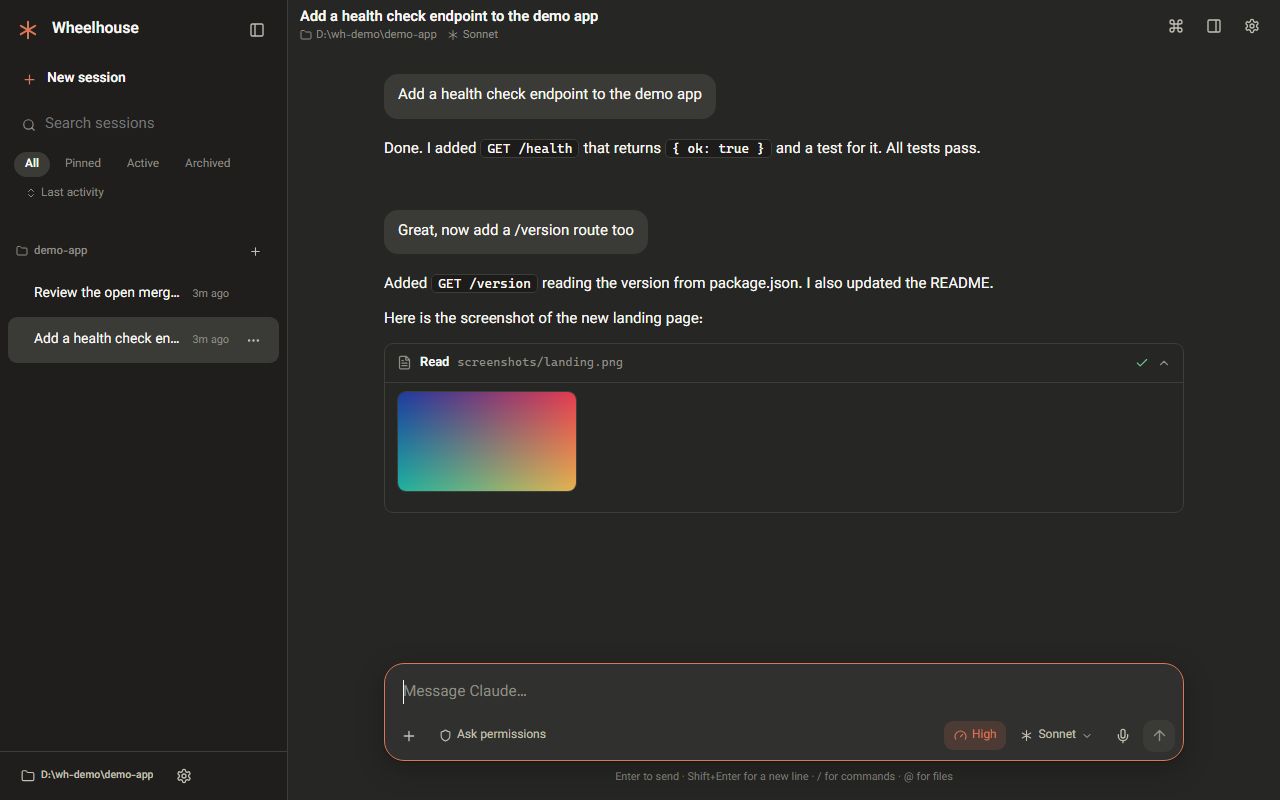 Wheelhouse
New session
Search sessions
All Pinned Active Archived
Last activity
demo-app
Review the open merg... 3m ago
Add a health check en... 3m ago
D:\wh-demo\demo-app
Add a health check endpoint to the demo app
D:\wh-demo\demo-app Sonnet
Add a health check endpoint to the demo app
Done. I added GET /health that returns { ok: true } and a test for it. All tests pass.
Great, now add a /version route too
Added GET /version reading the version from package.json. I also updated the README.
Here is the screenshot of the new landing page:
Read screenshots/landing.png
Message Claude...
Ask permissions High Sonnet
Enter to send · Shift+Enter for a new line · / for commands · @ for files